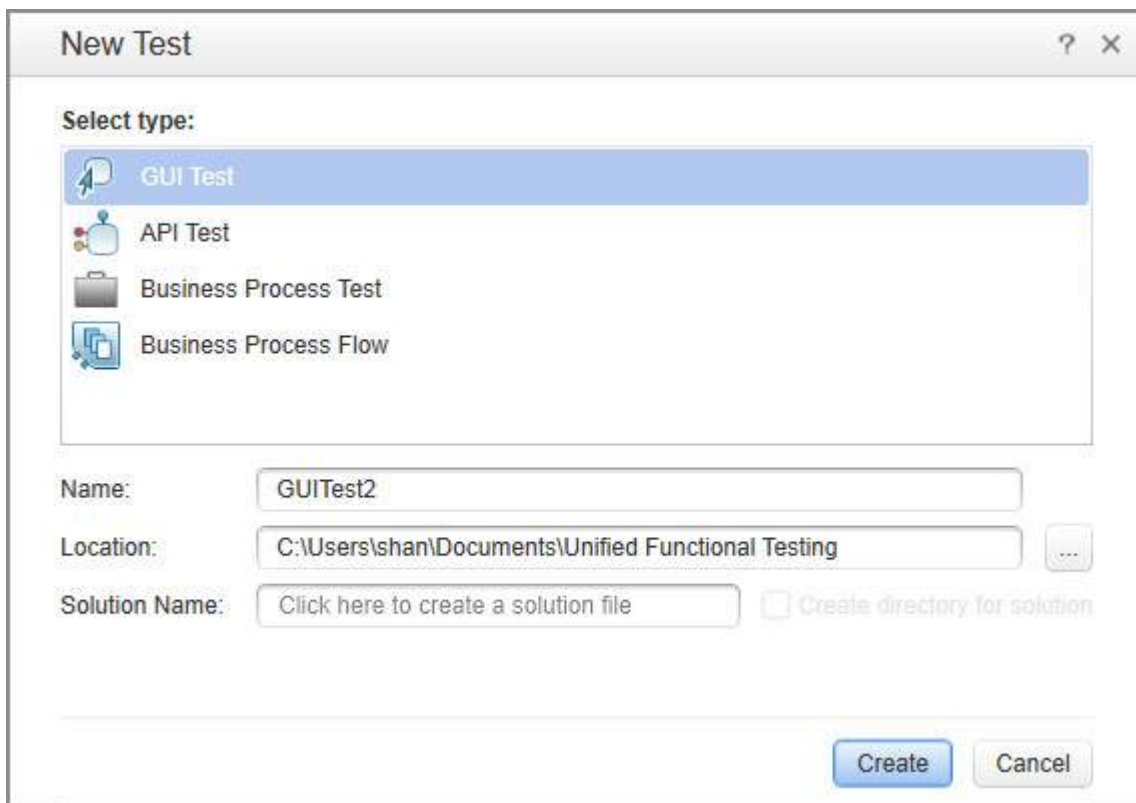 New Test ? ×
Select type:
GUI Test
API Test
Business Process Test
Business Process Flow
Name: GUITest2
Location: C:\Users\shan\Documents\Unified Functional Testing ...
Solution Name: Click here to create a solution file Create directory for solution
Create Cancel